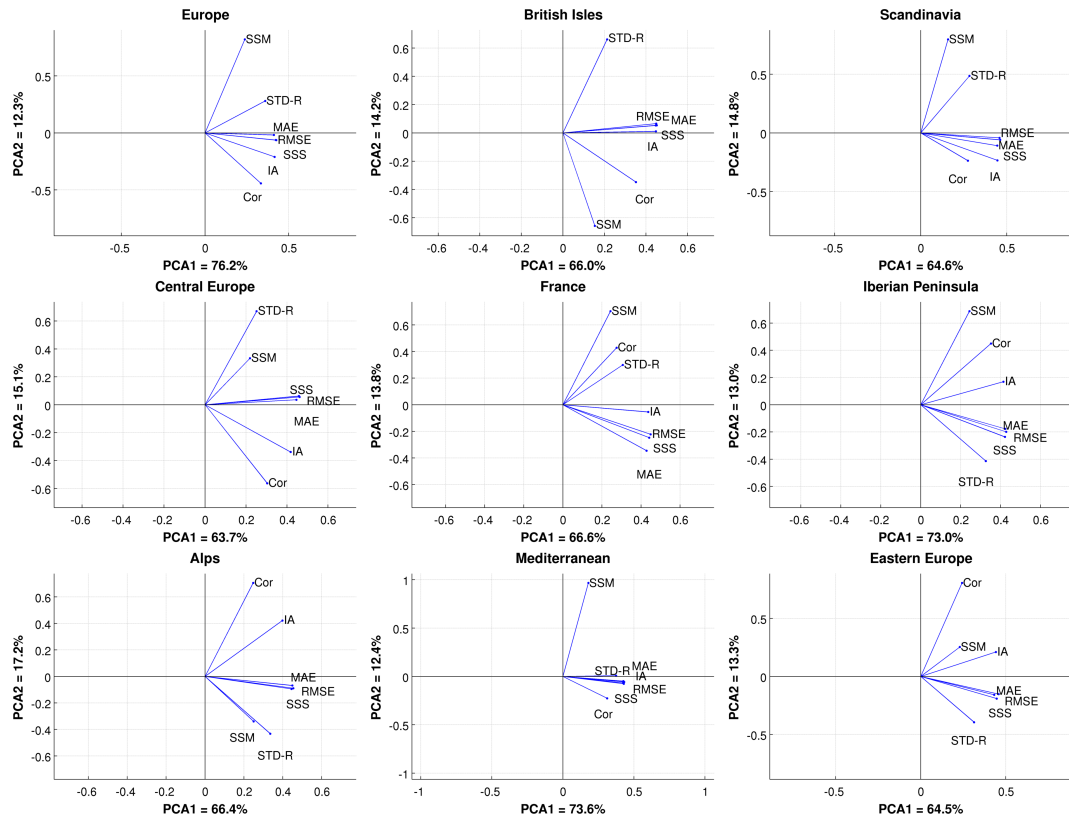 Europe
SSM
STD-R
MAE
RMSE
SSS
IA
Cor
0.5
0
-0.5
-0.5
0
0.5
PCA2 = 12.3%
PCA1 = 76.2%
British Isles
STD-R
RMSE
MAE
SSS
IA
Cor
SSM
0.6
0.4
0.2
0
-0.2
-0.4
-0.6
-0.6
-0.4
-0.2
0
0.2
0.4
0.6
PCA2 = 14.2%
PCA1 = 66.0%
Scandinavia
SSM
STD-R
RMSE
MAE
SSS
IA
Cor
0.5
0
-0.5
-0.5
0
0.5
PCA2 = 14.8%
PCA1 = 64.6%
Central Europe
STD-R
SSM
SSS
RMSE
MAE
IA
Cor
0.6
0.4
0.2
0
-0.2
-0.4
-0.6
-0.6
-0.4
-0.2
0
0.2
0.4
0.6
PCA2 = 15.1%
PCA1 = 63.7%
France
SSM
Cor
STD-R
IA
RMSE
SSS
MAE
0.6
0.4
0.2
0
-0.2
-0.4
-0.6
-0.6
-0.4
-0.2
0
0.2
0.4
0.6
PCA2 = 13.8%
PCA1 = 66.6%
Iberian Peninsula
SSM
Cor
IA
MAE
RMSE
SSS
STD-R
0.6
0.4
0.2
0
-0.2
-0.4
-0.6
-0.6
-0.4
-0.2
0
0.2
0.4
0.6
PCA2 = 13.0%
PCA1 = 73.0%
Alps
Cor
IA
MAE
RMSE
SSS
SSM
STD-R
0.6
0.4
0.2
0
-0.2
-0.4
-0.6
-0.6
-0.4
-0.2
0
0.2
0.4
0.6
PCA2 = 17.2%
PCA1 = 66.4%
Mediterranean
SSM
STD-R
MAE
IA
RMSE
SSS
Cor
1
0.5
0
-0.5
-1
-1
-0.5
0
0.5
1
PCA2 = 12.4%
PCA1 = 73.6%
Eastern Europe
Cor
SSM
IA
MAE
RMSE
SSS
STD-R
0.5
0
-0.5
-0.5
0
0.5
PCA2 = 13.3%
PCA1 = 64.5%